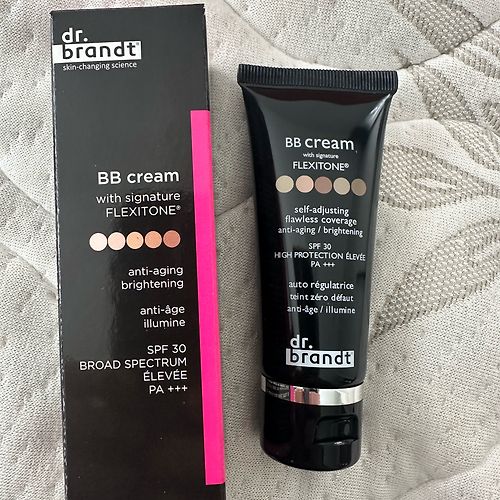 dr.
brandt®
skin-changing science
BB cream
with signature
FLEXITONE®
anti-aging
brightening
anti-âge
illumine
SPF 30
BROAD SPECTRUM
ÉLEVÉE
PA +++
BB cream
with signature
FLEXITONE®
self-adjusting
flawless coverage
anti-aging / brightening
SPF 30
HIGH PROTECTION ÉLEVÉE
PA +++
auto régulatrice
teint zéro défaut
anti-âge / illumine
dr.
brandt®